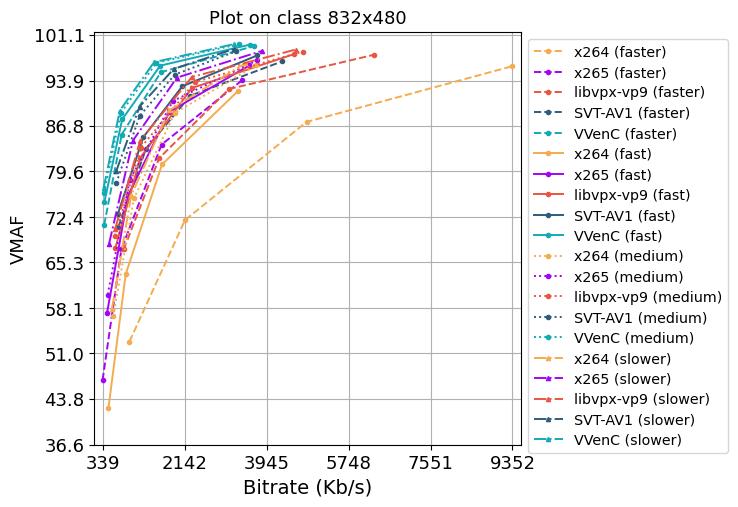 Plot on class 832x480
101.1
93.9
86.8
79.6
72.4
65.3
58.1
51.0
43.8
36.6
VMAF
339
2142
3945
5748
7551
9352
Bitrate (Kb/s)
x264 (faster)
x265 (faster)
libvpx-vp9 (faster)
SVT-AV1 (faster)
VVenC (faster)
x264 (fast)
x265 (fast)
libvpx-vp9 (fast)
SVT-AV1 (fast)
VVenC (fast)
x264 (medium)
x265 (medium)
libvpx-vp9 (medium)
SVT-AV1 (medium)
VVenC (medium)
x264 (slower)
x265 (slower)
libvpx-vp9 (slower)
SVT-AV1 (slower)
VVenC (slower)